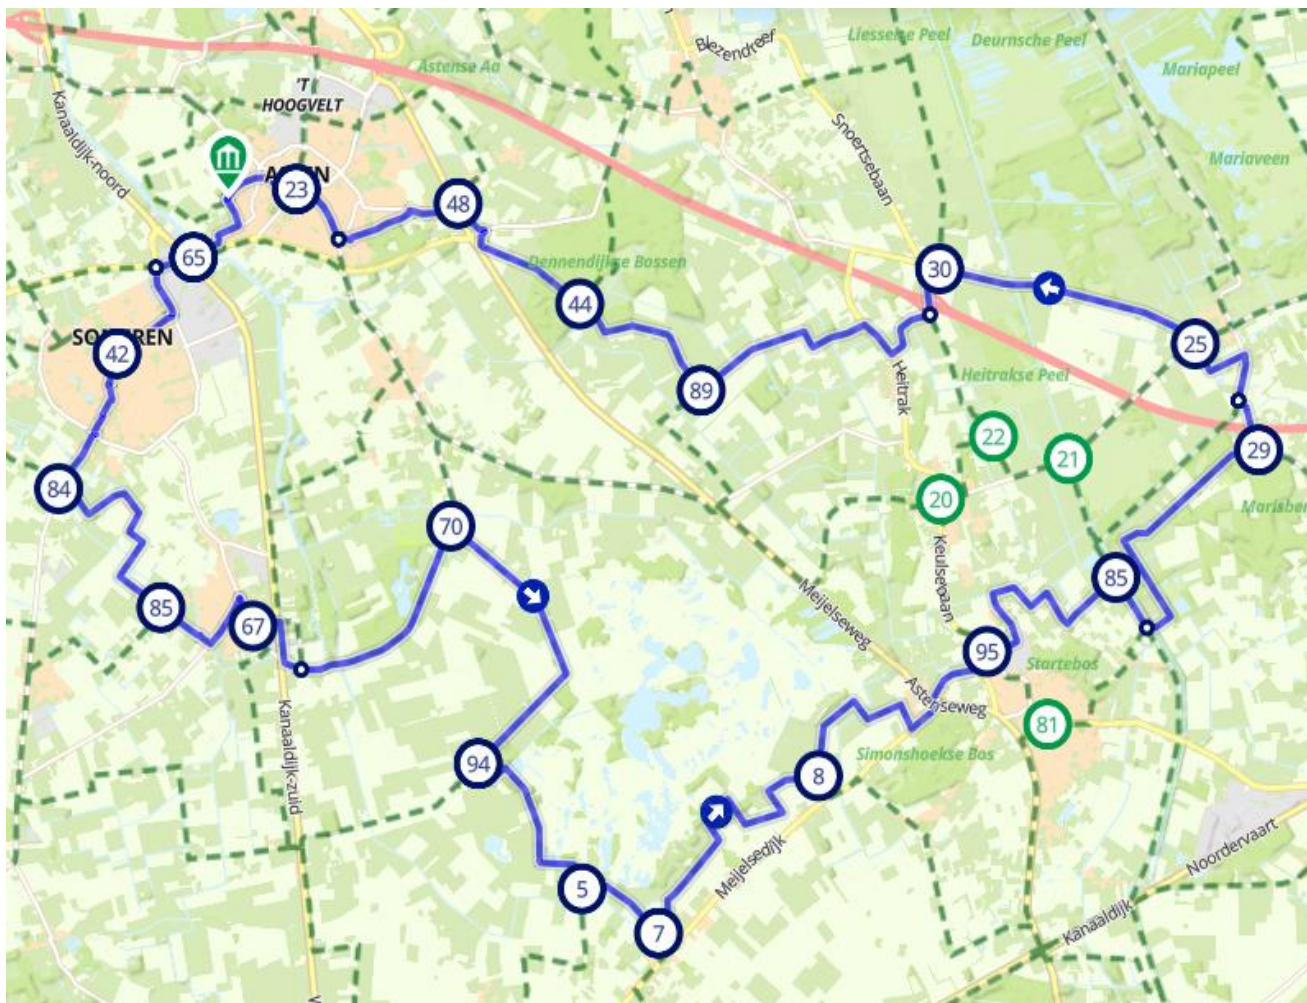 Blezendreef
Liesselse Peel
Deurnsche Peel
Mariapeel
Astense Aa
'T
HOOGVELT
Kanaaldijk-noord
Snoertsebaan
Mariaveen
23
48
65
Dennendijkse Bossen
30
44
25
42
Heitrak
Heitrakse Peel
89
22
21
29
84
20
70
Keulsebaan
85
85
67
Meijelseweg
95
Startebos
Astenseweg
81
Kanaaldijk-zuid
94
8
Simonshoekse Bos
Meijelsedijk
Noordervaart
5
7
Kanaaldijk